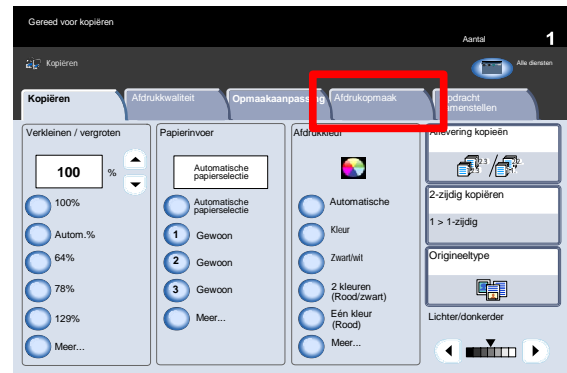 Gereed voor kopiëren
Aantal
1
Kopiëren
Alle diensten
Kopiëren
Afdrukkwaliteit
Opmaakaanpassing
Afdrukopmaak
Opdracht
samenstellen
Verkleinen / vergroten
100 %
100%
Autom.%
64%
78%
129%
Meer...
Papierinvoer
Automatische
papierselectie
Automatische
papierselectie
1 Gewoon
2 Gewoon
3 Gewoon
Meer...
Afdrukkleur
Automatische
Kleur
Zwart/wit
2 kleuren
(Rood/zwart)
Eén kleur
(Rood)
Meer...
Aflevering kopieën
2-zijdig kopiëren
1 > 1-zijdig
Origineeltype
Lichter/donkerder